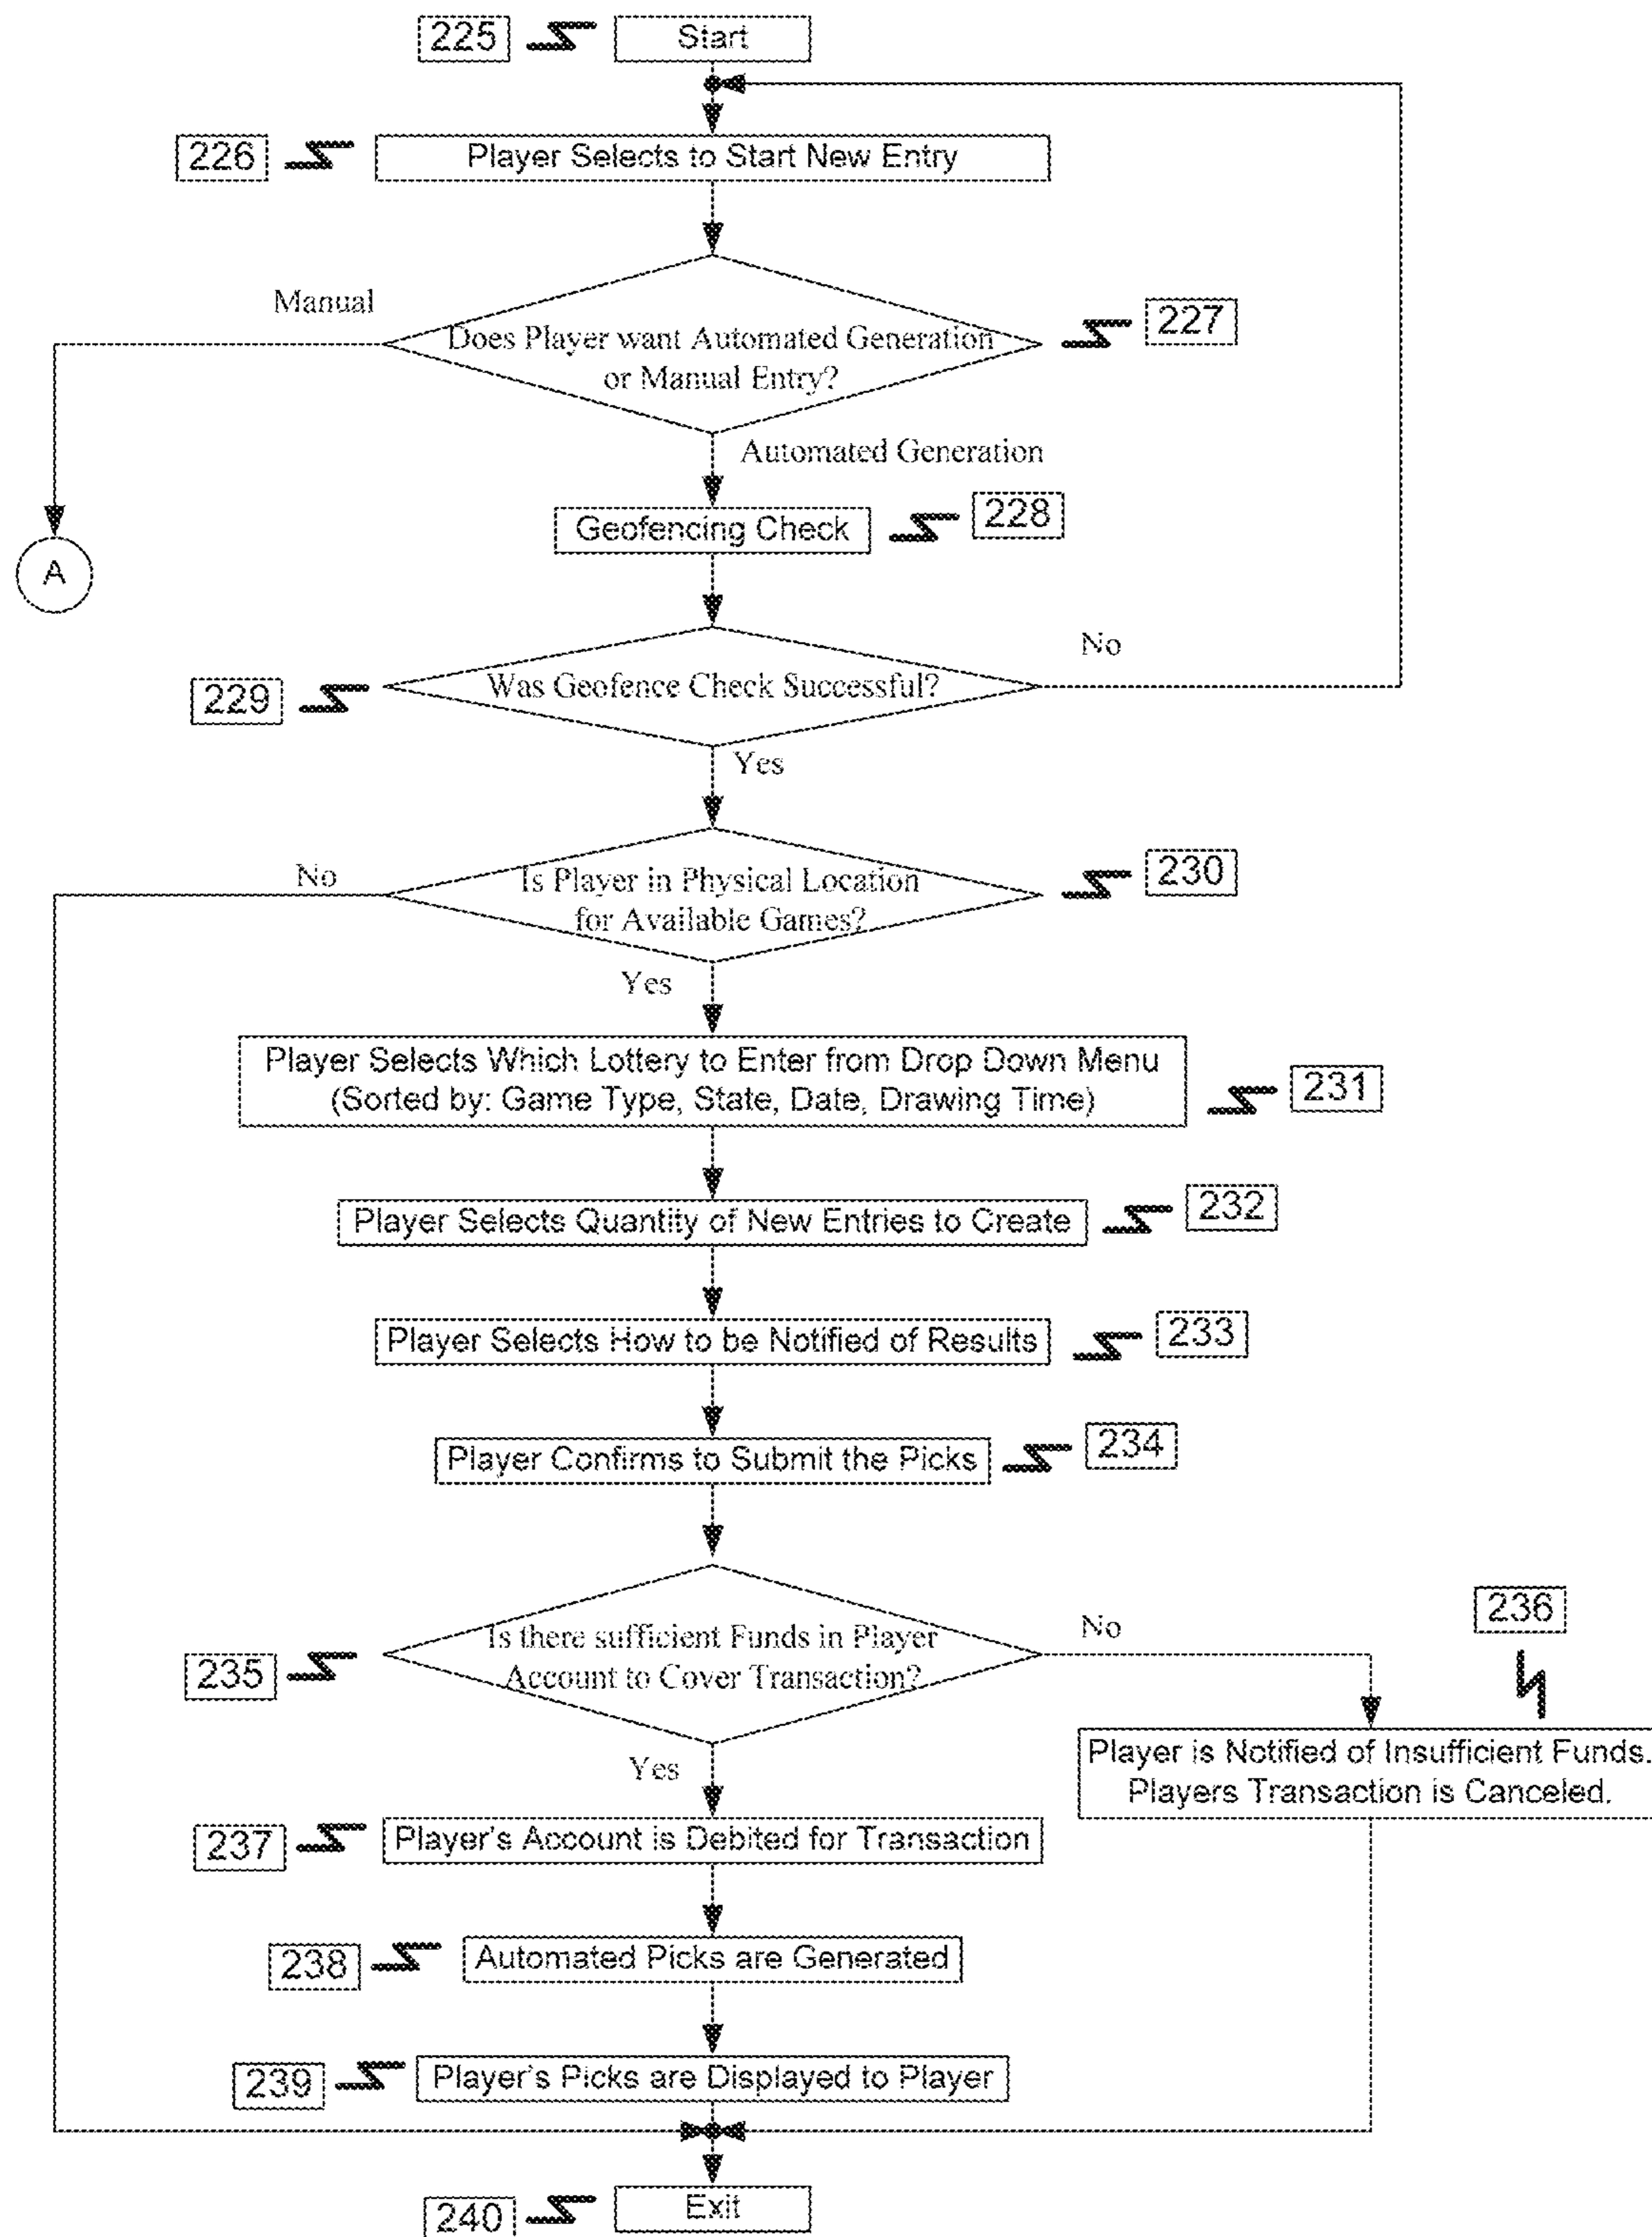 225
Start
226
Player Selects to Start New Entry
Manual
227
Does Player want Automated Generation
or Manual Entry?
Automated Generation
228
Geofencing Check
A
No
229
Was Geofence Check Successful?
Yes
No
230
Is Player in Physical Location
for Available Games?
Yes
Player Selects Which Lottery to Enter from Drop Down Menu
(Sorted by: Game Type, State, Date, Drawing Time)
231
Player Selects Quantity of New Entries to Create
232
Player Selects How to be Notified of Results
233
Player Confirms to Submit the Picks
234
236
No
Is there sufficient Funds in Player
Account to Cover Transaction?
235
Player is Notified of Insufficient Funds.
Players Transaction is Canceled.
Yes
237
Player's Account is Debited for Transaction
238
Automated Picks are Generated
239
Player's Picks are Displayed to Player
240
Exit